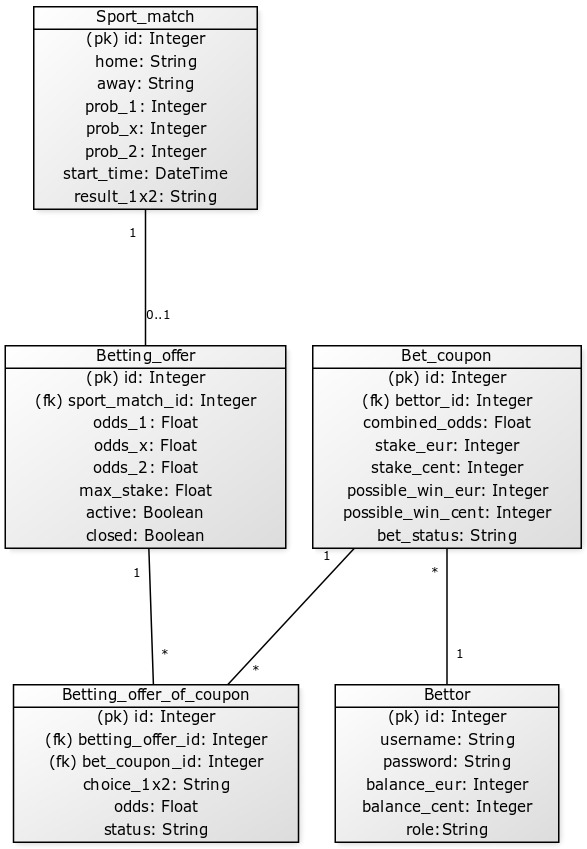 Sport_match
(pk) id: Integer
home: String
away: String
prob_1: Integer
prob_x: Integer
prob_2: Integer
start_time: DateTime
result_1x2: String
1
0..1
Betting_offer
(pk) id: Integer
(fk) sport_match_id: Integer
odds_1: Float
odds_x: Float
odds_2: Float
max_stake: Float
active: Boolean
closed: Boolean
Bet_coupon
(pk) id: Integer
(fk) bettor_id: Integer
combined_odds: Float
stake_eur: Integer
stake_cent: Integer
possible_win_eur: Integer
possible_win_cent: Integer
bet_status: String
1
*
1
*
*
1
Betting_offer_of_coupon
(pk) id: Integer
(fk) betting_offer_id: Integer
(fk) bet_coupon_id: Integer
choice_1x2: String
odds: Float
status: String
Bettor
(pk) id: Integer
username: String
password: String
balance_eur: Integer
balance_cent: Integer
role:String